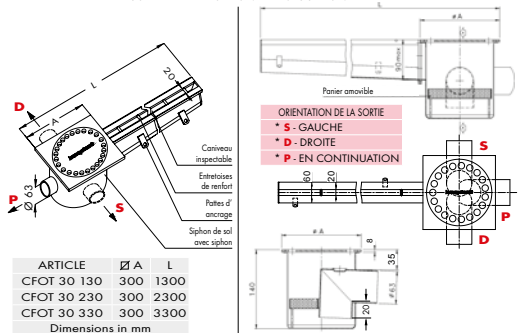 L
20
D
A
P
Ø 63
S
Caniveau
inspectable
Entretoises
de renfort
Pattes d'
ancrage
Siphon de sol
avec siphon
ARTICLE Ø A L
CFOT 30 130 300 1300
CFOT 30 230 300 2300
CFOT 30 330 300 3300
Dimensions in mm
L
ø A
90max
Panier amovible
ORIENTATION DE LA SORTIE
* S - GAUCHE
* D - DROITE
* P - EN CONTINUATION
S
60
20
P
D
ø A
8
35
140
ø63
20